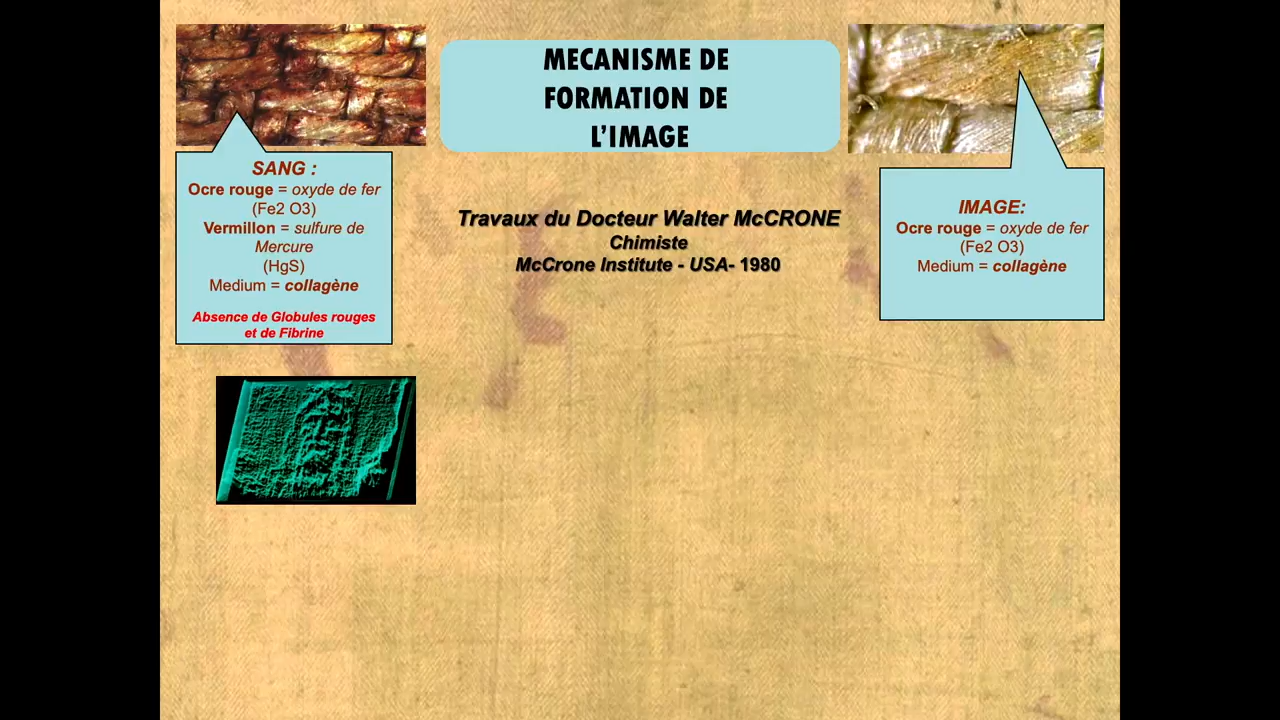 MECANISME DE
FORMATION DE
L’IMAGE
SANG :
Ocre rouge = oxyde de fer
(Fe2 O3)
Vermillon = sulfure de
Mercure
(HgS)
Medium = collagène
Absence de Globules rouges
et de Fibrine
Travaux du Docteur Walter McCRONE
Chimiste
McCrone Institute - USA- 1980
IMAGE:
Ocre rouge = oxyde de fer
(Fe2 O3)
Medium = collagène